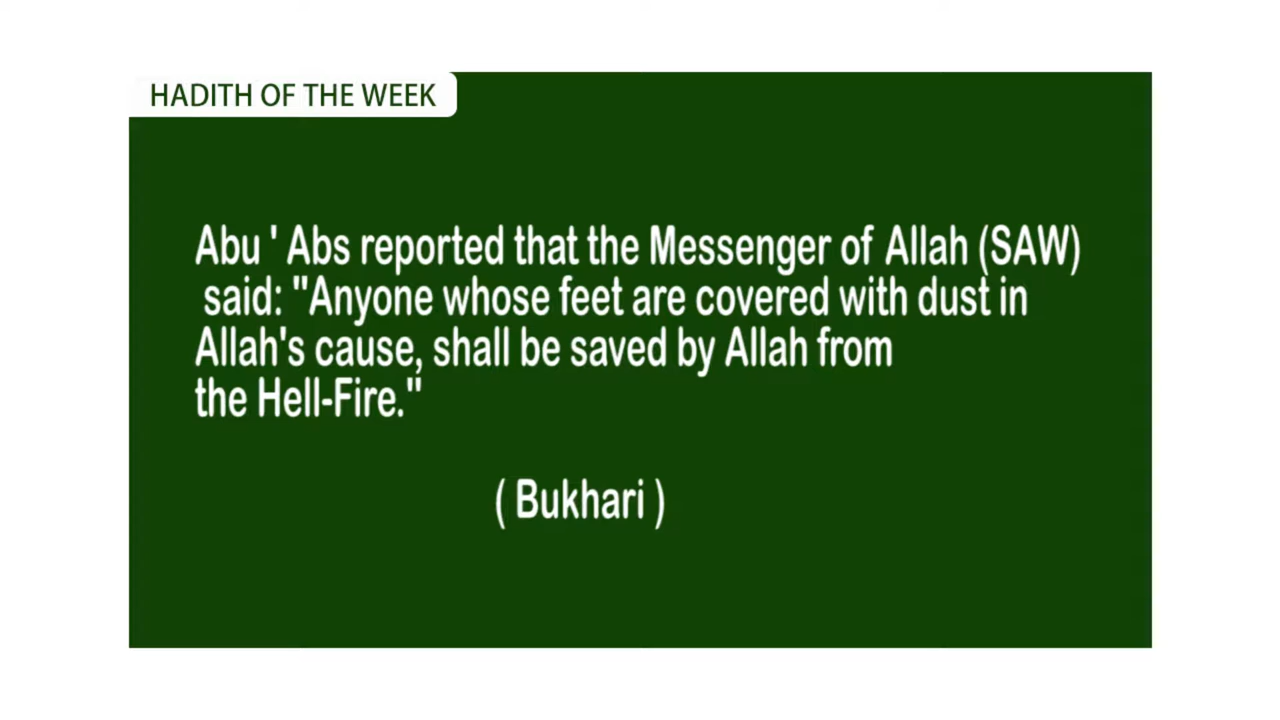 HADITH OF THE WEEK
Abu ' Abs reported that the Messenger of Allah (SAW)
said: "Anyone whose feet are covered with dust in
Allah's cause, shall be saved by Allah from
the Hell-Fire."
( Bukhari )